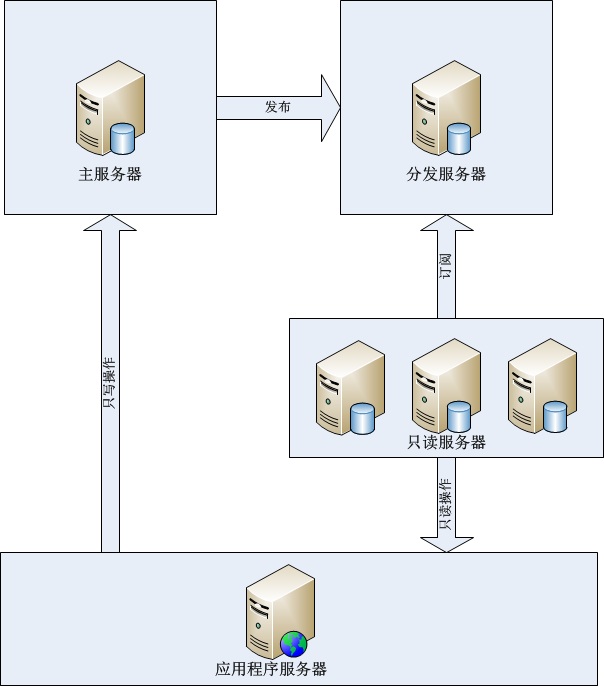 发布
主服务器
分发服务器
订阅
只写操作
只读服务器
只读操作
应用程序服务器